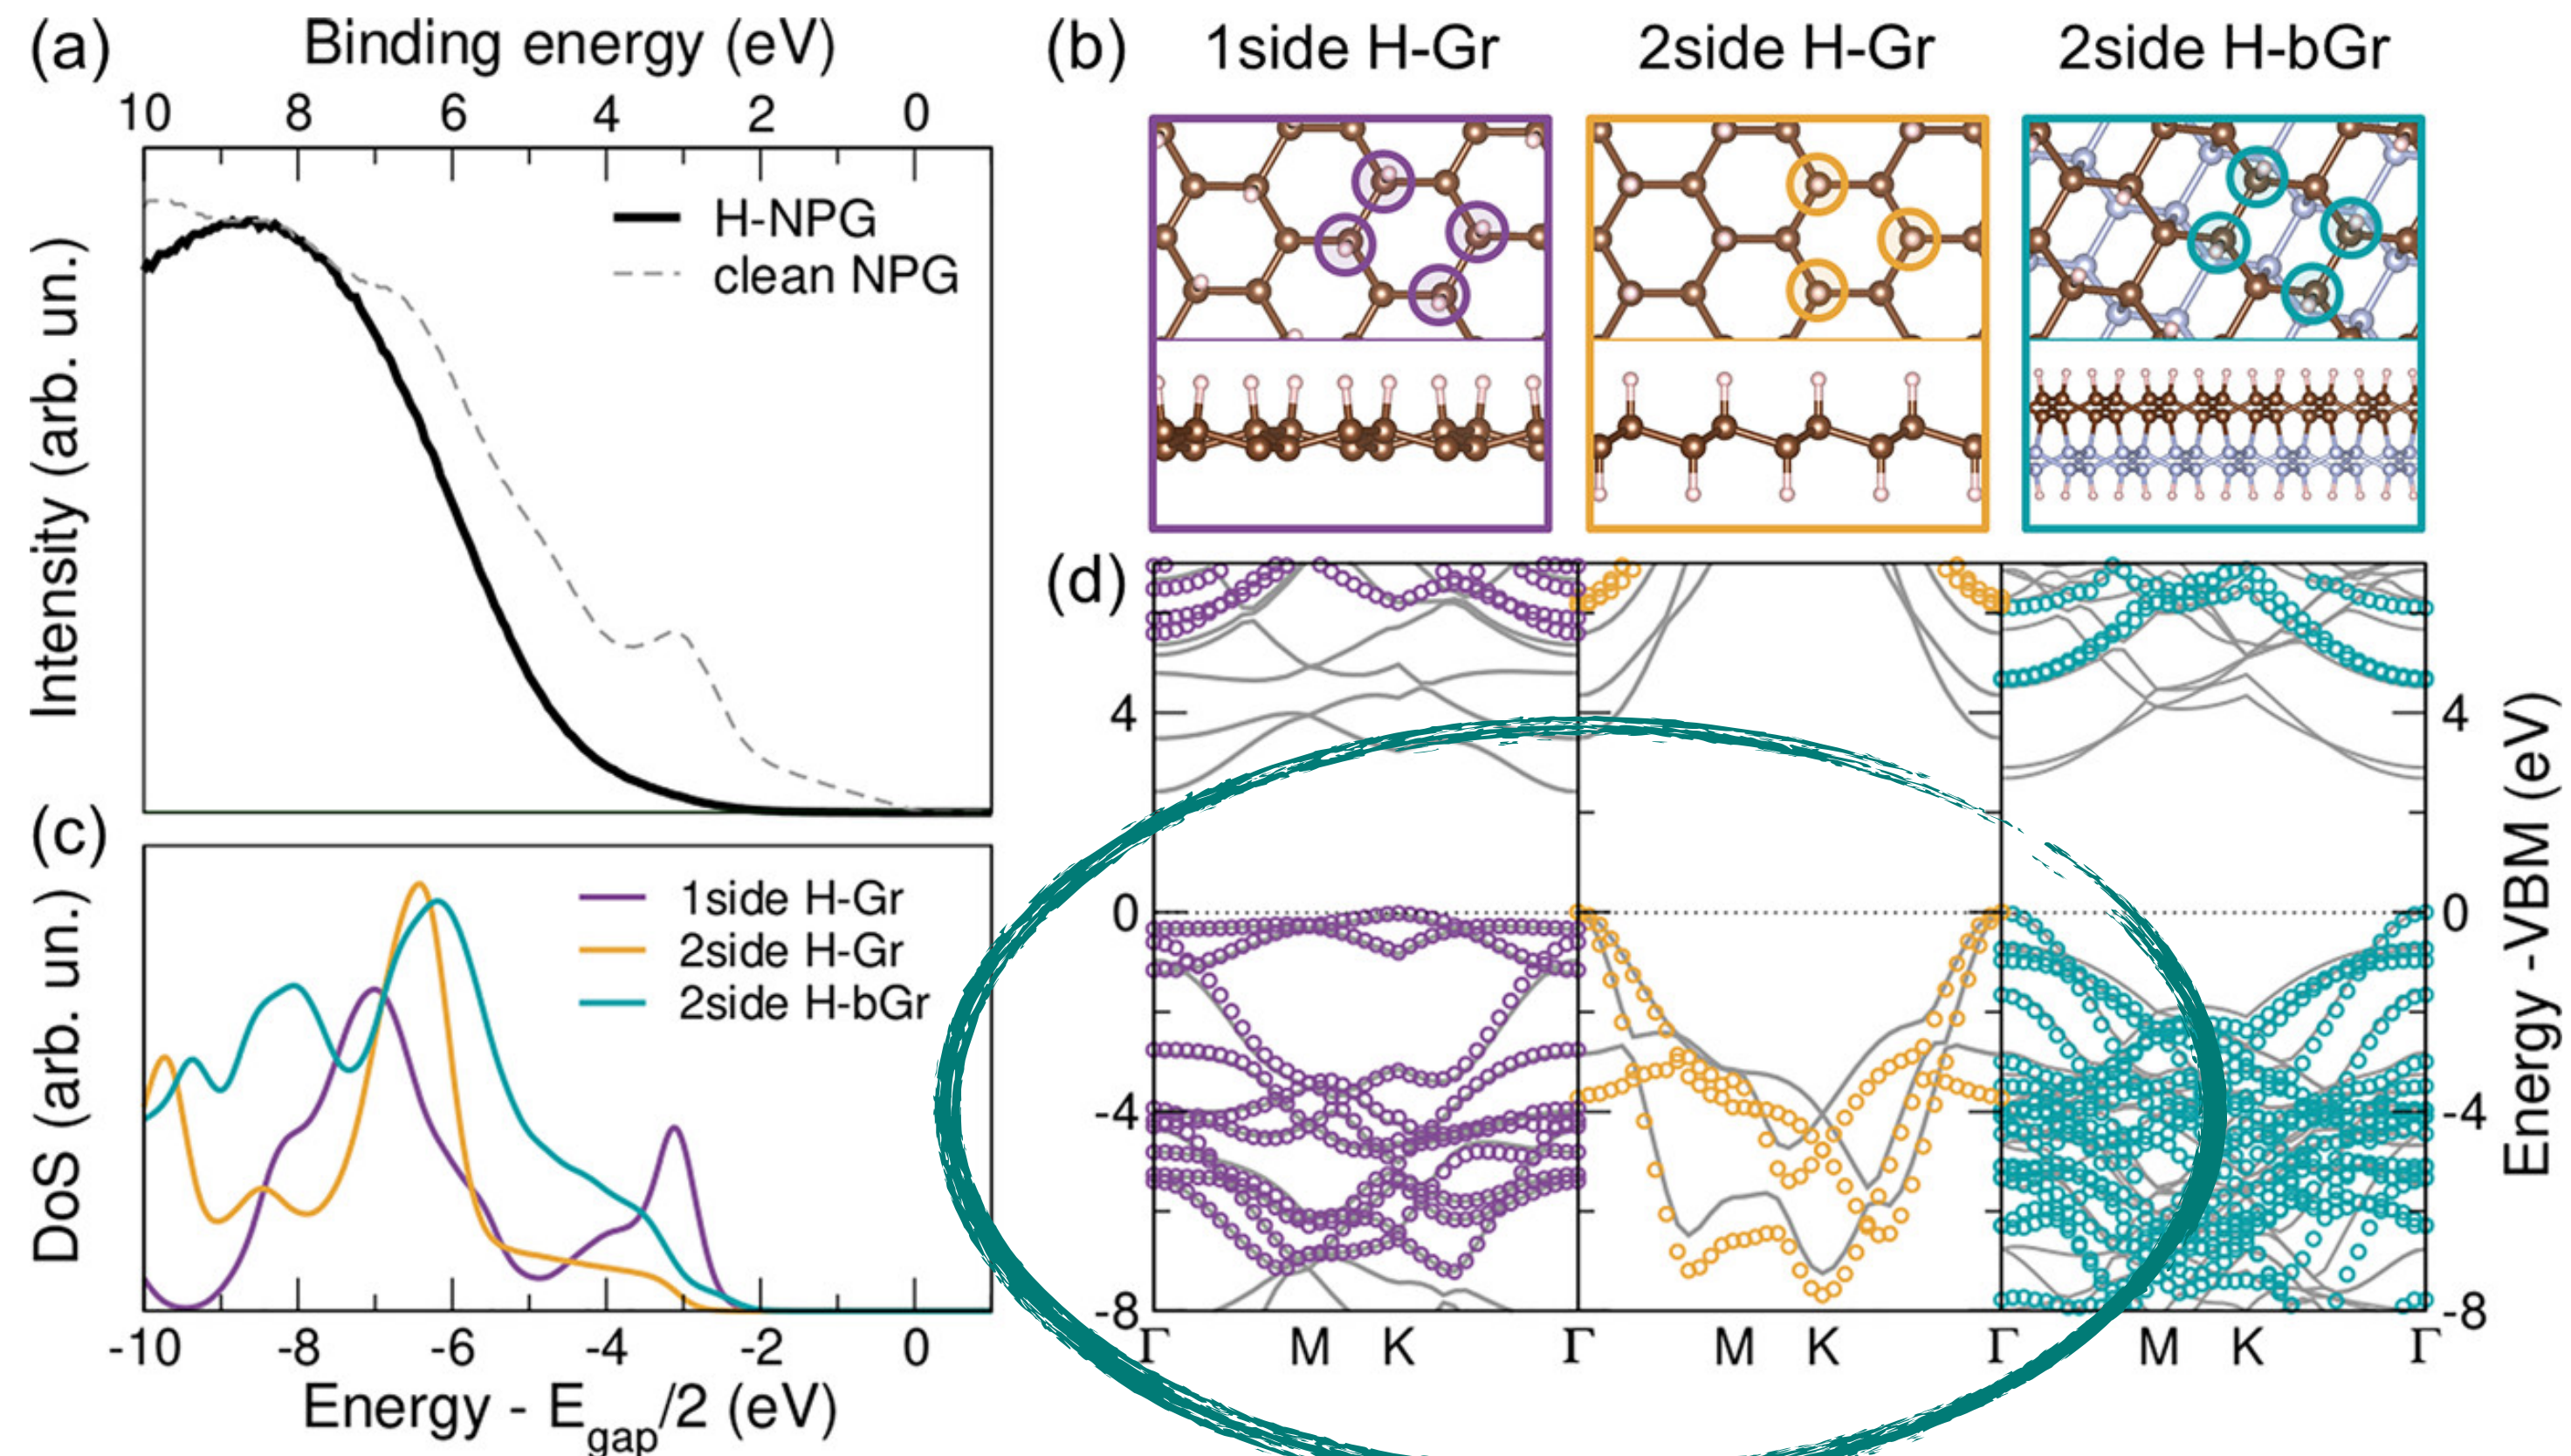 (a)
Binding energy (eV)
10 8 6 4 2 0
Intensity (arb. un.)
H-NPG
clean NPG
(b)
1side H-Gr
2side H-Gr
2side H-bGr
(c)
DoS (arb. un.)
1side H-Gr
2side H-Gr
2side H-bGr
-10 -8 -6 -4 -2 0
Energy - Egap/2 (eV)
(d)
4
0
-4
-8
Γ M K Γ M K Γ M K Γ
4
0
-4
-8
Energy -VBM (eV)